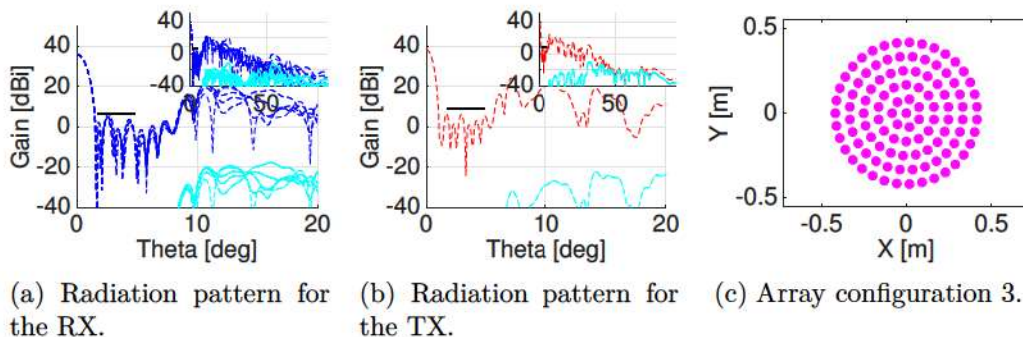 40
20
0
-20
-40
Gain [dBi]
0
10
20
Theta [deg]
40
0
-40
0
50
40
20
0
-20
-40
Gain [dBi]
0
10
20
Theta [deg]
40
0
-40
0
50
0.5
0
-0.5
Y [m]
-0.5
0
0.5
X [m]
(a) Radiation pattern for
the RX.
(b) Radiation pattern for
the TX.
(c) Array configuration 3.